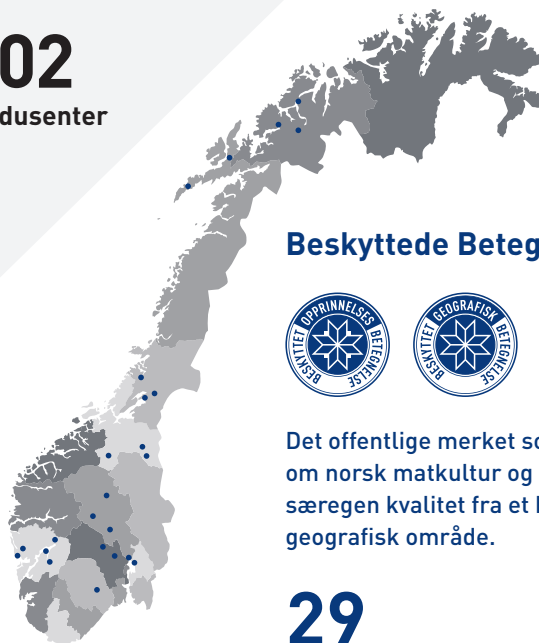 02
dusenter
Beskyttede Beteg
BESKYTTET OPPRINNELSES BETEGNELSE
BESKYTTET GEOGRAFISK BETEGNELSE
Det offentlige merket so
om norsk matkultur og
særegen kvalitet fra et
geografisk område.
29